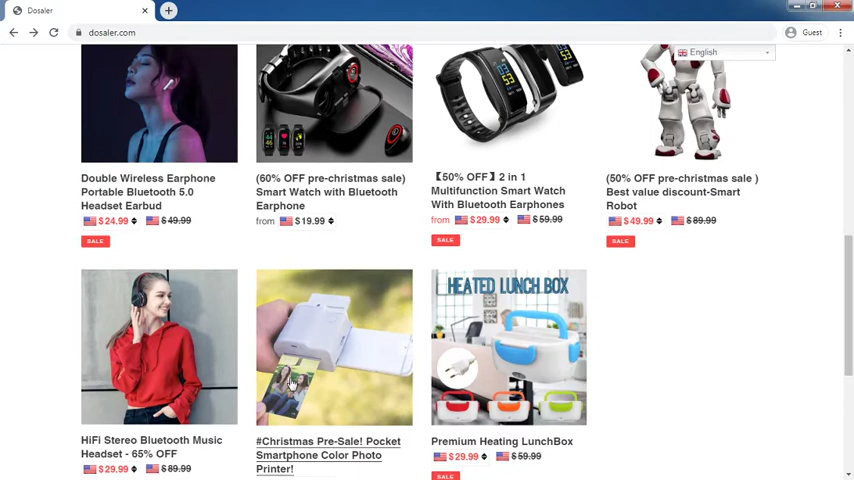 Dosaler
dosaler.com
Guest
English
Double Wireless Earphone
Portable Bluetooth 5.0
Headset Earbud
$ 24.99 $ 49.99
SALE
(60% OFF pre-christmas sale)
Smart Watch with Bluetooth
Earphone
from $ 19.99
【50% OFF】2 in 1
Multifunction Smart Watch
With Bluetooth Earphones
from $ 29.99 $ 59.99
SALE
(50% OFF pre-christmas sale )
Best value discount-Smart
Robot
$ 49.99 $ 89.99
SALE
HiFi Stereo Bluetooth Music
Headset - 65% OFF
$ 29.99 $ 89.99
#Christmas Pre-Sale! Pocket
Smartphone Color Photo
Printer!
HEATED LUNCH BOX
Premium Heating LunchBox
$ 29.99 $ 59.99
SALE